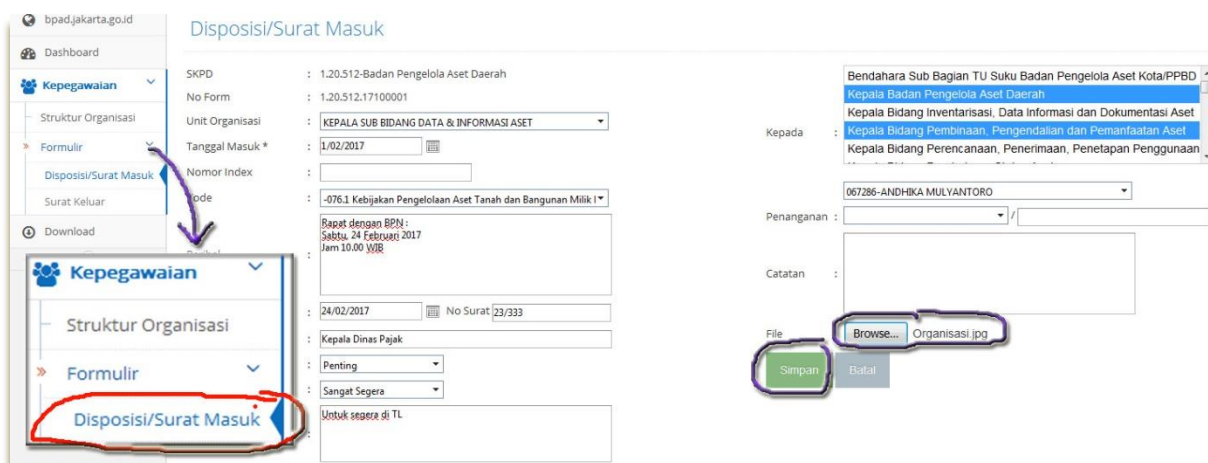 bpad.jakarta.go.id
Dashboard
Kepegawaian
Struktur Organisasi
Formulir
Disposisi/Surat Masuk
Surat Keluar
Download
Kepegawaian
Struktur Organisasi
Formulir
Disposisi/Surat Masuk
Disposisi/Surat Masuk
SKPD : 1.20.512-Badan Pengelola Aset Daerah
No Form : 1.20.512.17100001
Unit Organisasi : KEPALA SUB BIDANG DATA & INFORMASI ASET
Tanggal Masuk * : 1/02/2017
Nomor Index :
: -076.1 Kebijakan Pengelolaan Aset Tanah dan Bangunan Milik
: Rapat dengan BPN :
Sabtu, 24 Februari 2017
Jam 10.00 WIB
: 24/02/2017 No Surat 23/333
: Kepala Dinas Pajak
: Penting
: Sangat Segera
: Untuk segera di TL
Kepada :
Bendahara Sub Bagian TU Suku Badan Pengelola Aset Kota/PPBD
Kepala Badan Pengelola Aset Daerah
Kepala Bidang Inventarisasi, Data Informasi dan Dokumentasi Aset
Kepala Bidang Pembinaan, Pengendalian dan Pemanfaatan Aset
Kepala Bidang Perencanaan, Penerimaan, Penetapan Penggunaan
067286-ANDHIKA MULYANTORO
Penanganan : /
Catatan :
File Browse... Organisasi.jpg
Simpan Batal